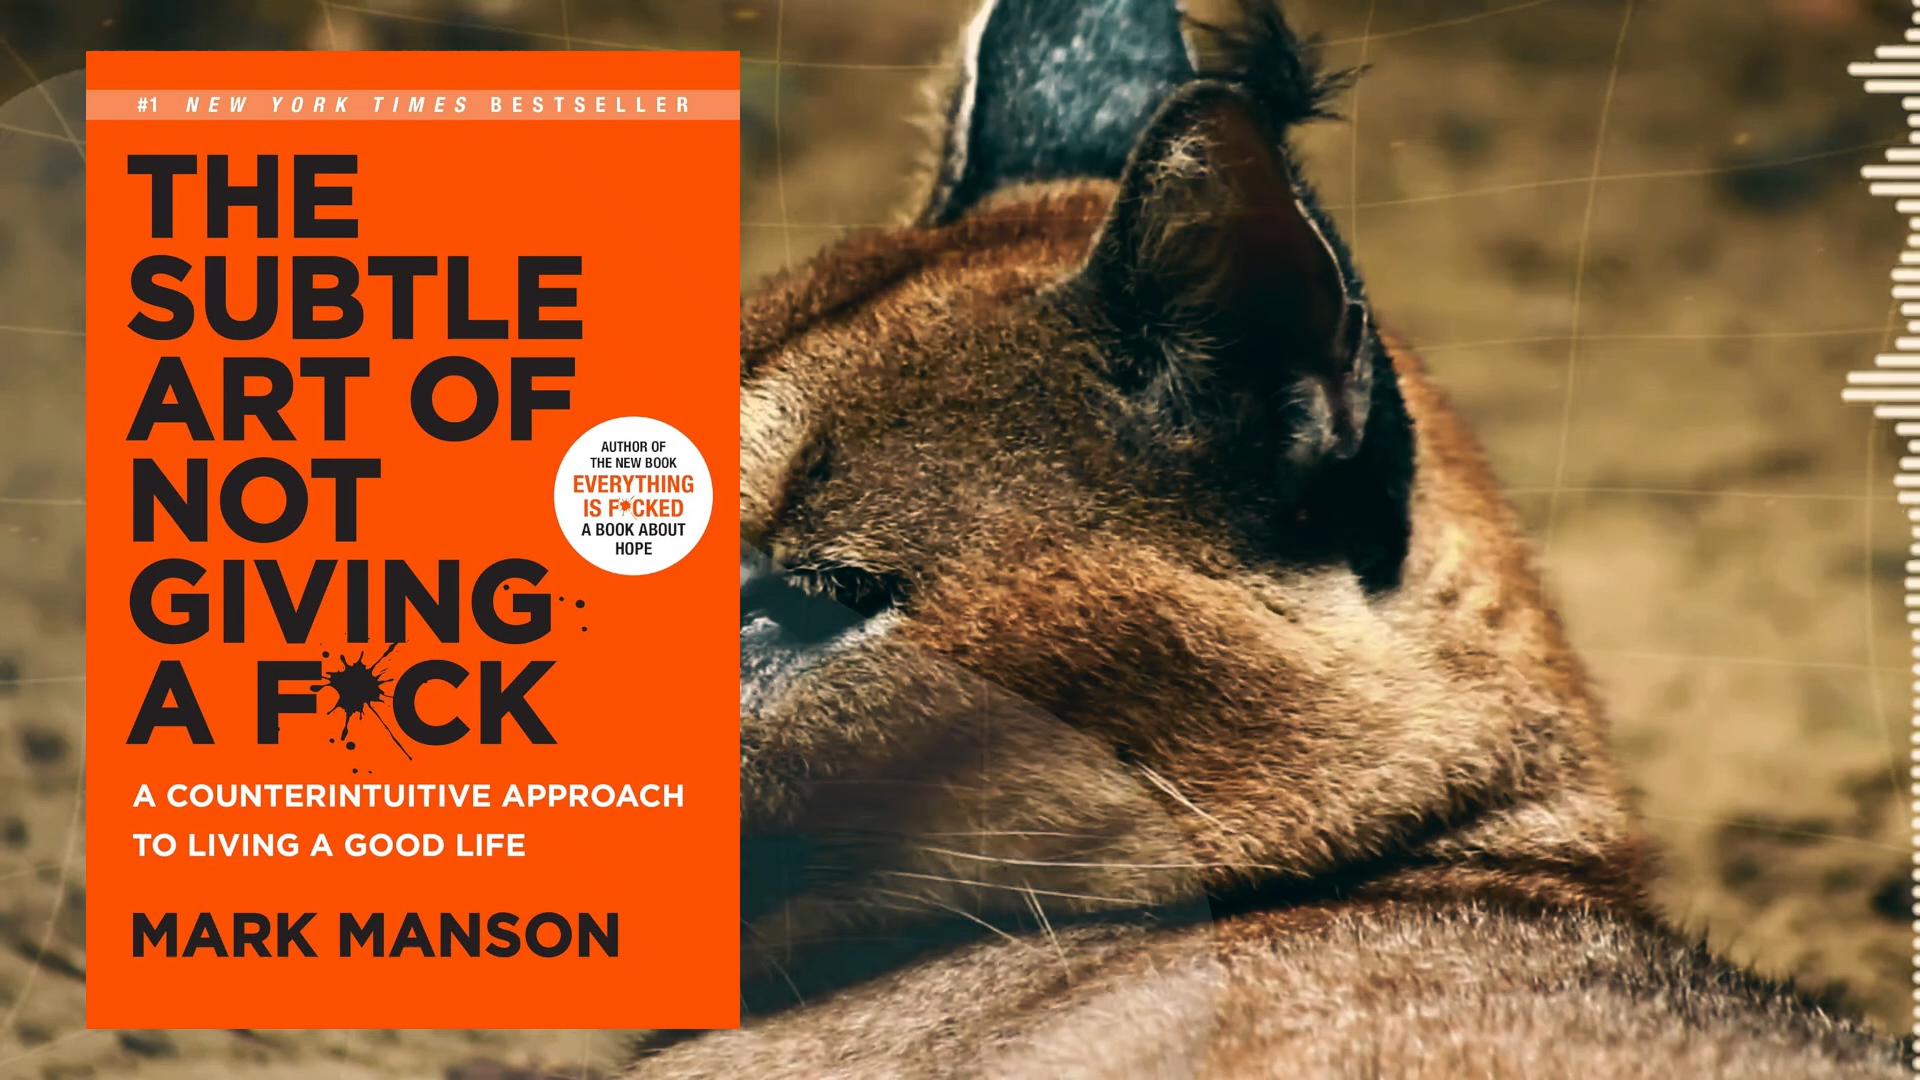 #1 NEW YORK TIMES BESTSELLER
THE
SUBTLE
ART OF
NOT
GIVING
A F*CK
AUTHOR OF
THE NEW BOOK
EVERYTHING
IS F*CKED
A BOOK ABOUT
HOPE
A COUNTERINTUITIVE APPROACH
TO LIVING A GOOD LIFE
MARK MANSON